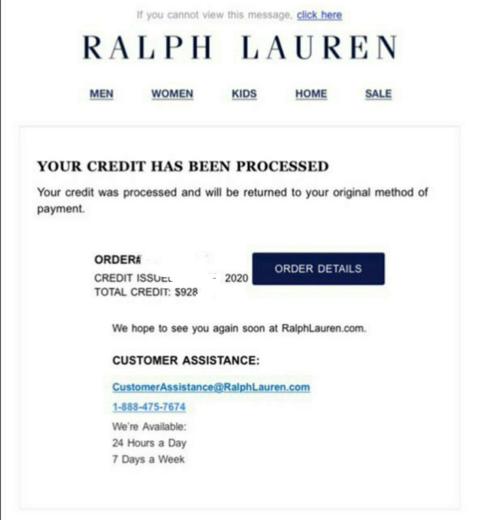 If you cannot view this message, click here
RALPH LAUREN
MEN WOMEN KIDS HOME SALE
YOUR CREDIT HAS BEEN PROCESSED
Your credit was processed and will be returned to your original method of
payment.
ORDER#
CREDIT ISSUED - 2020
ORDER DETAILS
TOTAL CREDIT: $928
We hope to see you again soon at RalphLauren.com.
CUSTOMER ASSISTANCE:
CustomerAssistance@RalphLauren.com
1-888-475-7674
We're Available:
24 Hours a Day
7 Days a Week